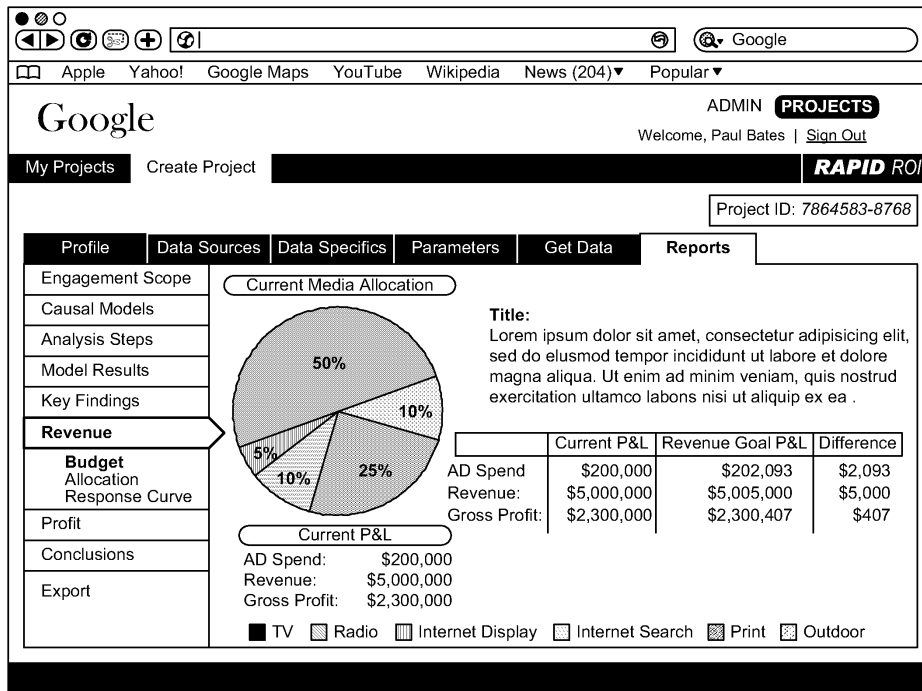 Google
Apple Yahoo! Google Maps YouTube Wikipedia News (204)▼ Popular▼
Google
ADMIN PROJECTS
Welcome, Paul Bates | Sign Out
My Projects Create Project
RAPID ROI
Project ID: 7864583-8768
Profile Data Sources Data Specifics Parameters Get Data Reports
Engagement Scope
Causal Models
Analysis Steps
Model Results
Key Findings
Revenue
Budget
Allocation
Response Curve
Profit
Conclusions
Export
Current Media Allocation
50%
10%
5%
10%
25%
Title:
Lorem ipsum dolor sit amet, consectetur adipisicing elit,
sed do elusmod tempor incididunt ut labore et dolore
magna aliqua. Ut enim ad minim veniam, quis nostrud
exercitation ultamco labons nisi ut aliquip ex ea .
Current P&L Revenue Goal P&L Difference
AD Spend $200,000 $202,093 $2,093
Revenue: $5,000,000 $5,005,000 $5,000
Gross Profit: $2,300,000 $2,300,407 $407
Current P&L
AD Spend: $200,000
Revenue: $5,000,000
Gross Profit: $2,300,000
TV Radio Internet Display Internet Search Print Outdoor